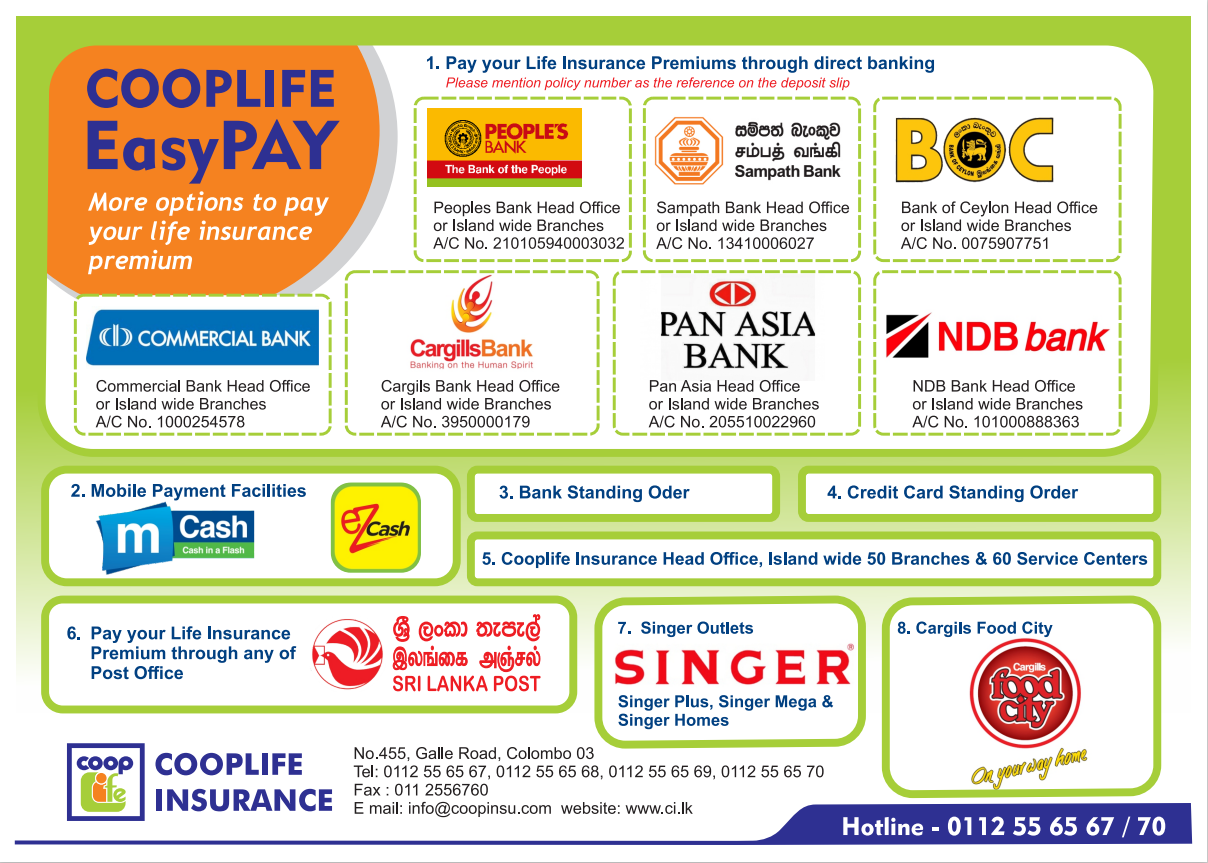 COOPLIFE
EasyPAY
More options to pay
your life insurance
premium
1. Pay your Life Insurance Premiums through direct banking
Please mention policy number as the reference on the deposit slip
PEOPLE'S
BANK
The Bank of the People
Peoples Bank Head Office
or Island wide Branches
A/C No. 210105940003032
සම්පත් බැංකුව
சம்பத் வங்கி
Sampath Bank
Sampath Bank Head Office
or Island wide Branches
A/C No. 13410006027
BOC
ලංකා බැංකුව
BANK OF CEYLON இலங்கை வங்கி
Bank of Ceylon Head Office
or Island wide Branches
A/C No. 0075907751
COMMERCIAL BANK
Commercial Bank Head Office
or Island wide Branches
A/C No. 1000254578
CargillsBank
Banking on the Human Spirit
Cargils Bank Head Office
or Island wide Branches
A/C No. 3950000179
PAN ASIA
BANK
Pan Asia Head Office
or Island wide Branches
A/C No. 205510022960
NDB bank
NDB Bank Head Office
or Island wide Branches
A/C No. 101000888363
2. Mobile Payment Facilities
m Cash
Cash in a Flash
eZ Cash
3. Bank Standing Oder
4. Credit Card Standing Order
5. Cooplife Insurance Head Office, Island wide 50 Branches & 60 Service Centers
6. Pay your Life Insurance
Premium through any of
Post Office
ශ්‍රී ලංකා තැපැල්
இலங்கை அஞ்சல்
SRI LANKA POST
7. Singer Outlets
SINGER®
Singer Plus, Singer Mega &
Singer Homes
8. Cargils Food City
Cargills
food
city
On your way home
coop
Life
COOPLIFE
INSURANCE
No.455, Galle Road, Colombo 03
Tel: 0112 55 65 67, 0112 55 65 68, 0112 55 65 69, 0112 55 65 70
Fax : 011 2556760
E mail: info@coopinsu.com website: www.ci.lk
Hotline - 0112 55 65 67 / 70